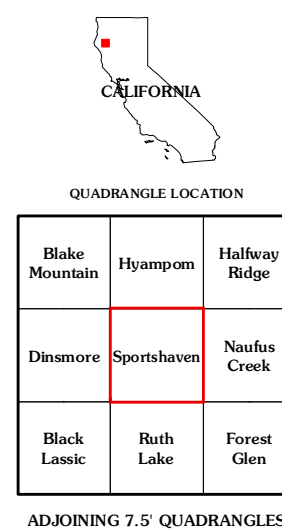 CALIFORNIA
QUADRANGLE LOCATION
Blake
Mountain
Hyampom
Halfway
Ridge
Dinsmore
Sportshaven
Naufus
Creek
Black
Lassic
Ruth
Lake
Forest
Glen
ADJOINING 7.5' QUADRANGLES